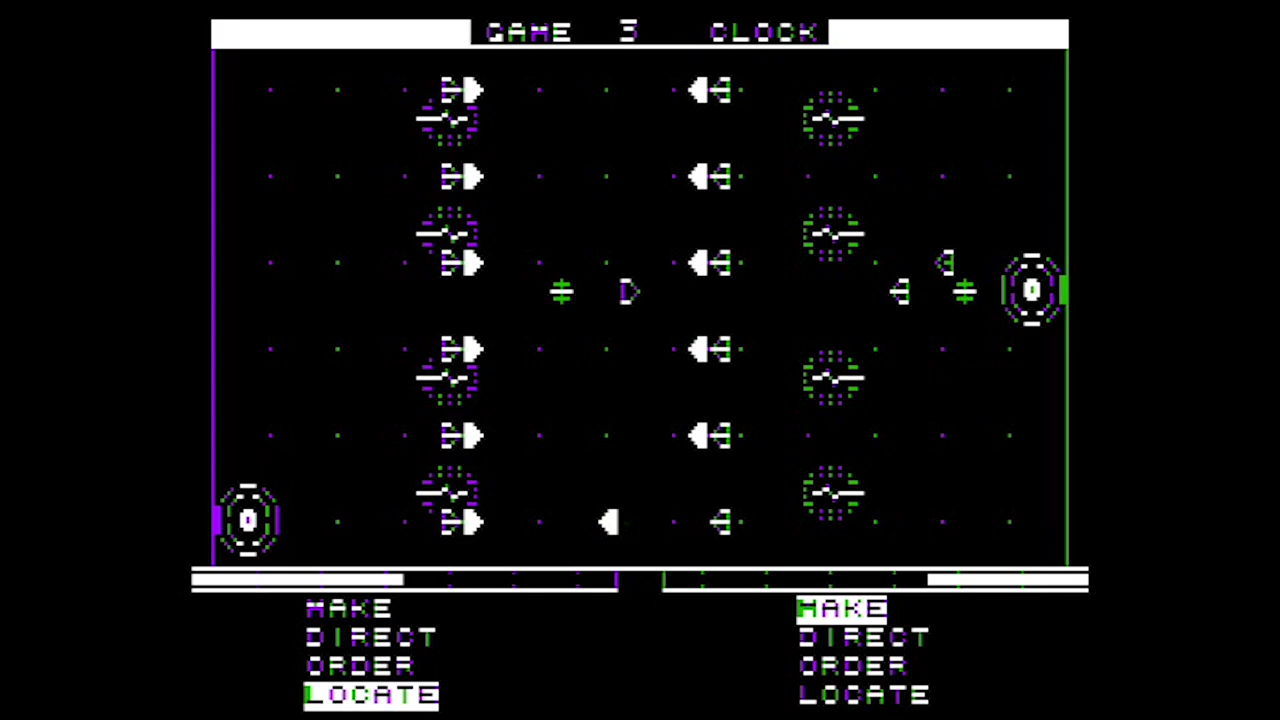 GAME 3 CLOCK
MAKE
DIRECT
ORDER
LOCATE
MAKE
DIRECT
ORDER
LOCATE